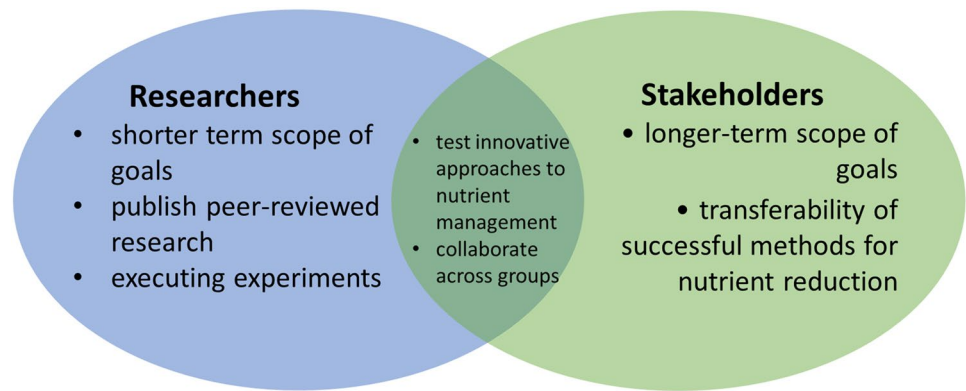 Researchers
• shorter term scope of
goals
• publish peer-reviewed
research
• executing experiments
• test innovative
approaches to
nutrient
management
• collaborate
across groups
Stakeholders
• longer-term scope of
goals
• transferability of
successful methods for
nutrient reduction